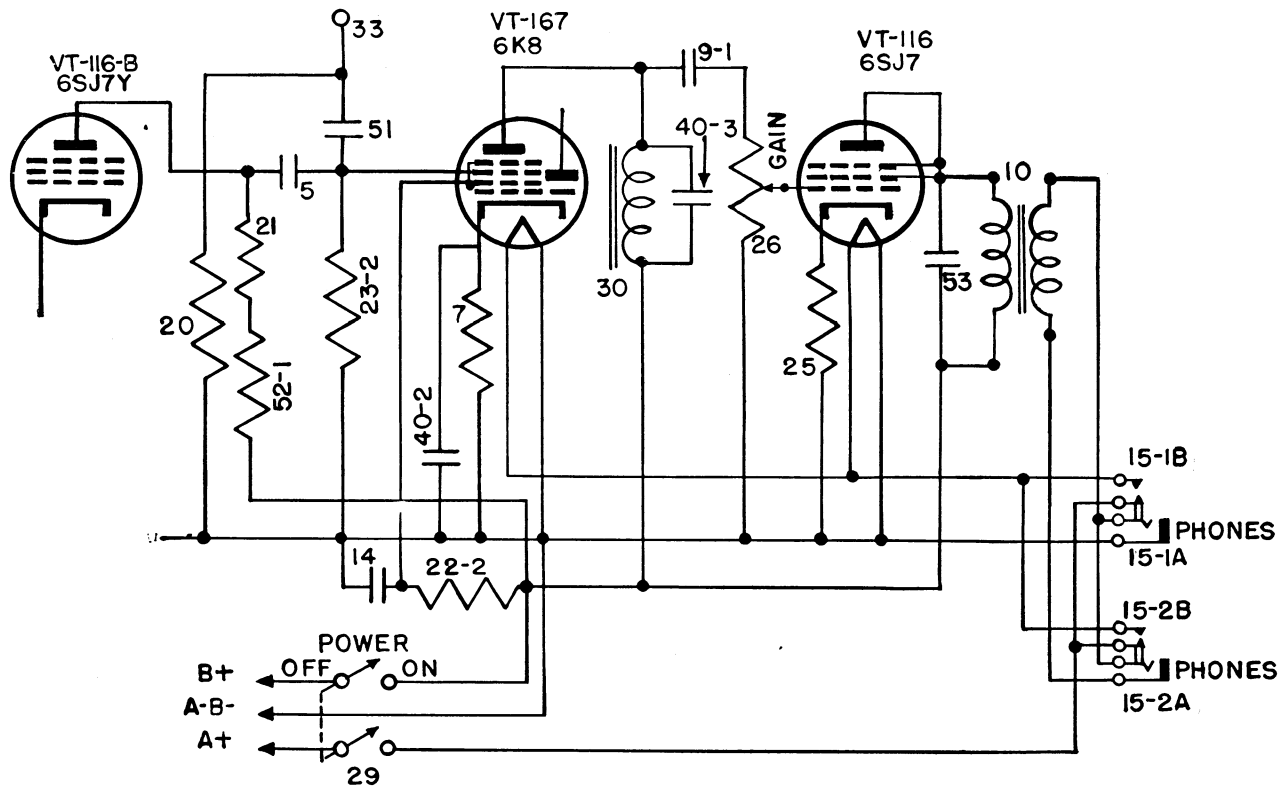 33
VT-116-B
6SJ7Y
VT-167
6K8
9-1
VT-116
6SJ7
51
5
40-3
GAIN
10
21
23-2
20
52-1
7
40-2
30
26
25
53
15-1B
PHONES
15-1A
14
22-2
15-2B
PHONES
15-2A
POWER
OFF
ON
B+
A-B-
A+
29